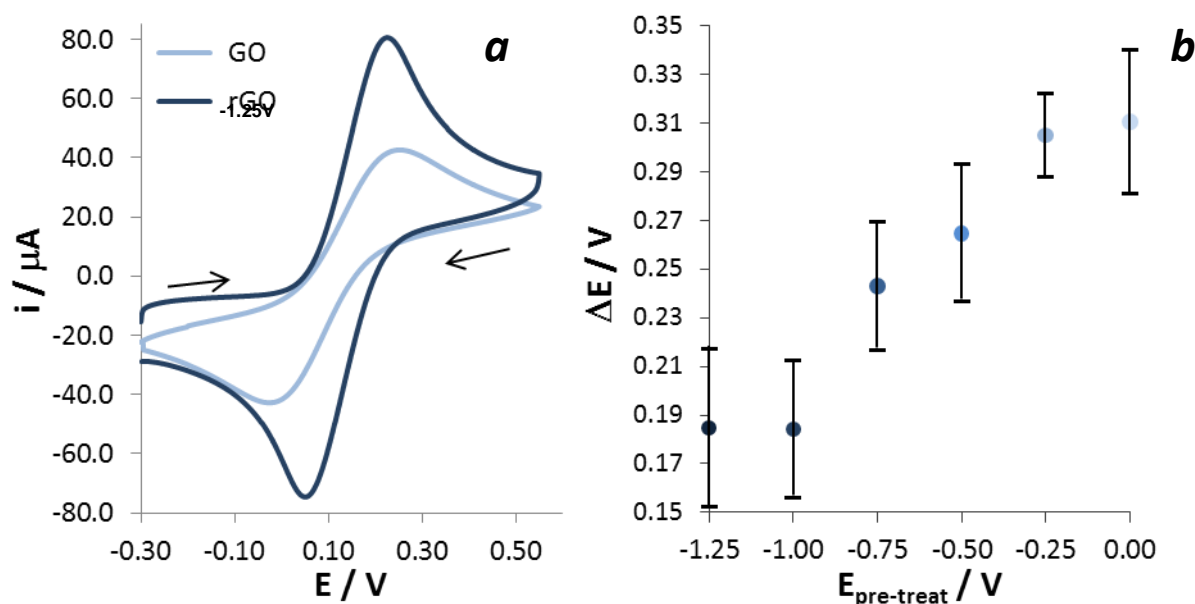 a
GO
rGO -1.25V
80.0
60.0
40.0
20.0
0.0
-20.0
-40.0
-60.0
-80.0
i / µA
-0.30 -0.10 0.10 0.30 0.50
E / V
b
0.35
0.33
0.31
0.29
0.27
0.25
0.23
0.21
0.19
0.17
0.15
ΔE / V
-1.25 -1.00 -0.75 -0.50 -0.25 0.00
Epre-treat / V